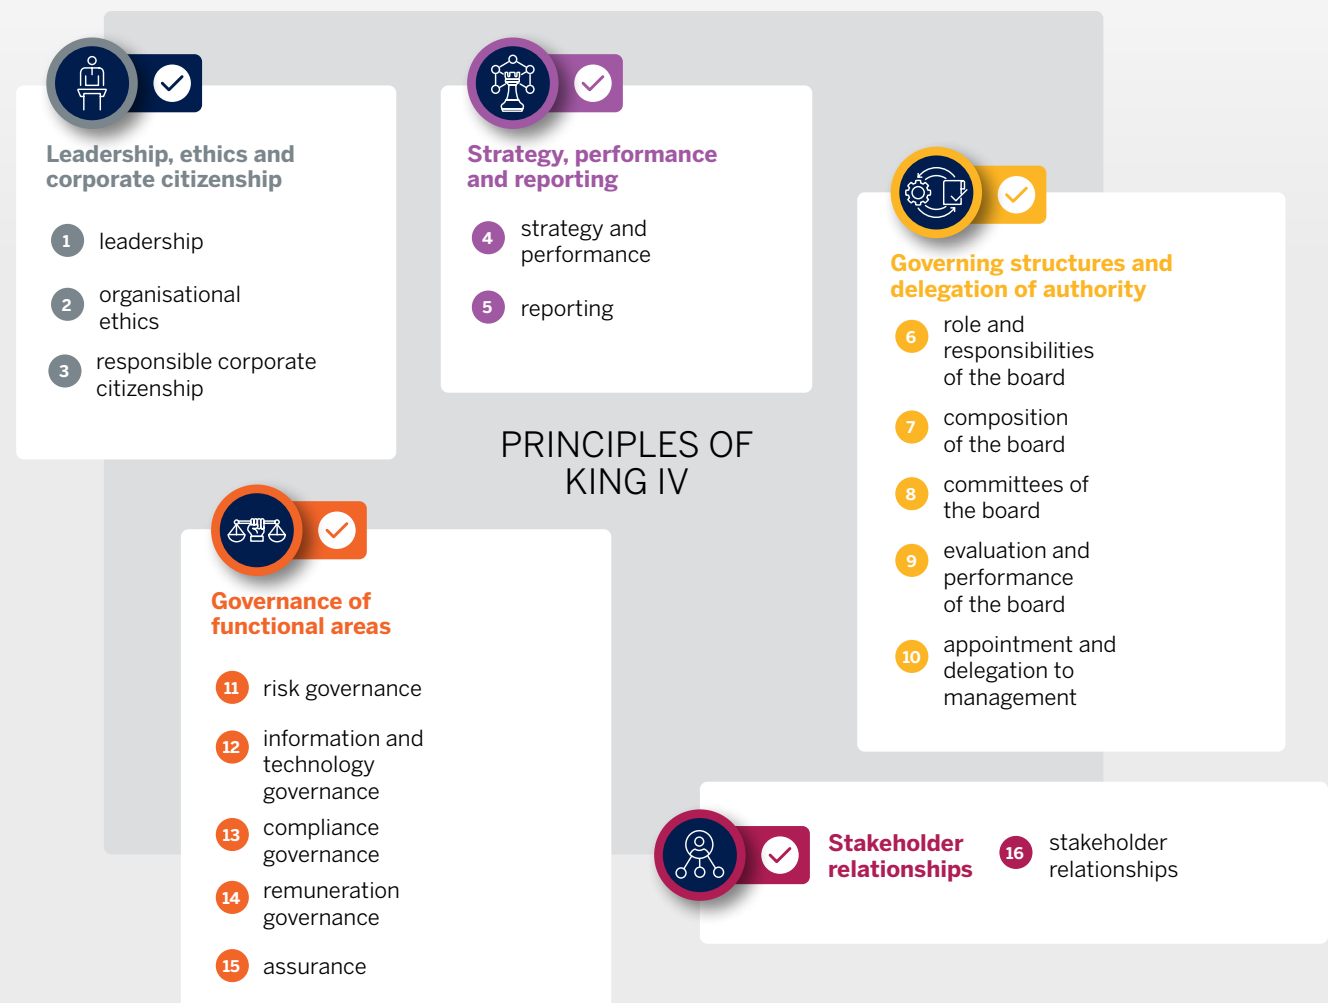 Leadership, ethics and
corporate citizenship
1 leadership
2 organisational
ethics
3 responsible corporate
citizenship
Strategy, performance
and reporting
4 strategy and
performance
5 reporting
Governing structures and
delegation of authority
6 role and
responsibilities
of the board
7 composition
of the board
8 committees of
the board
9 evaluation and
performance
of the board
10 appointment and
delegation to
management
PRINCIPLES OF
KING IV
Governance of
functional areas
11 risk governance
12 information and
technology
governance
13 compliance
governance
14 remuneration
governance
15 assurance
Stakeholder
relationships
16 stakeholder
relationships